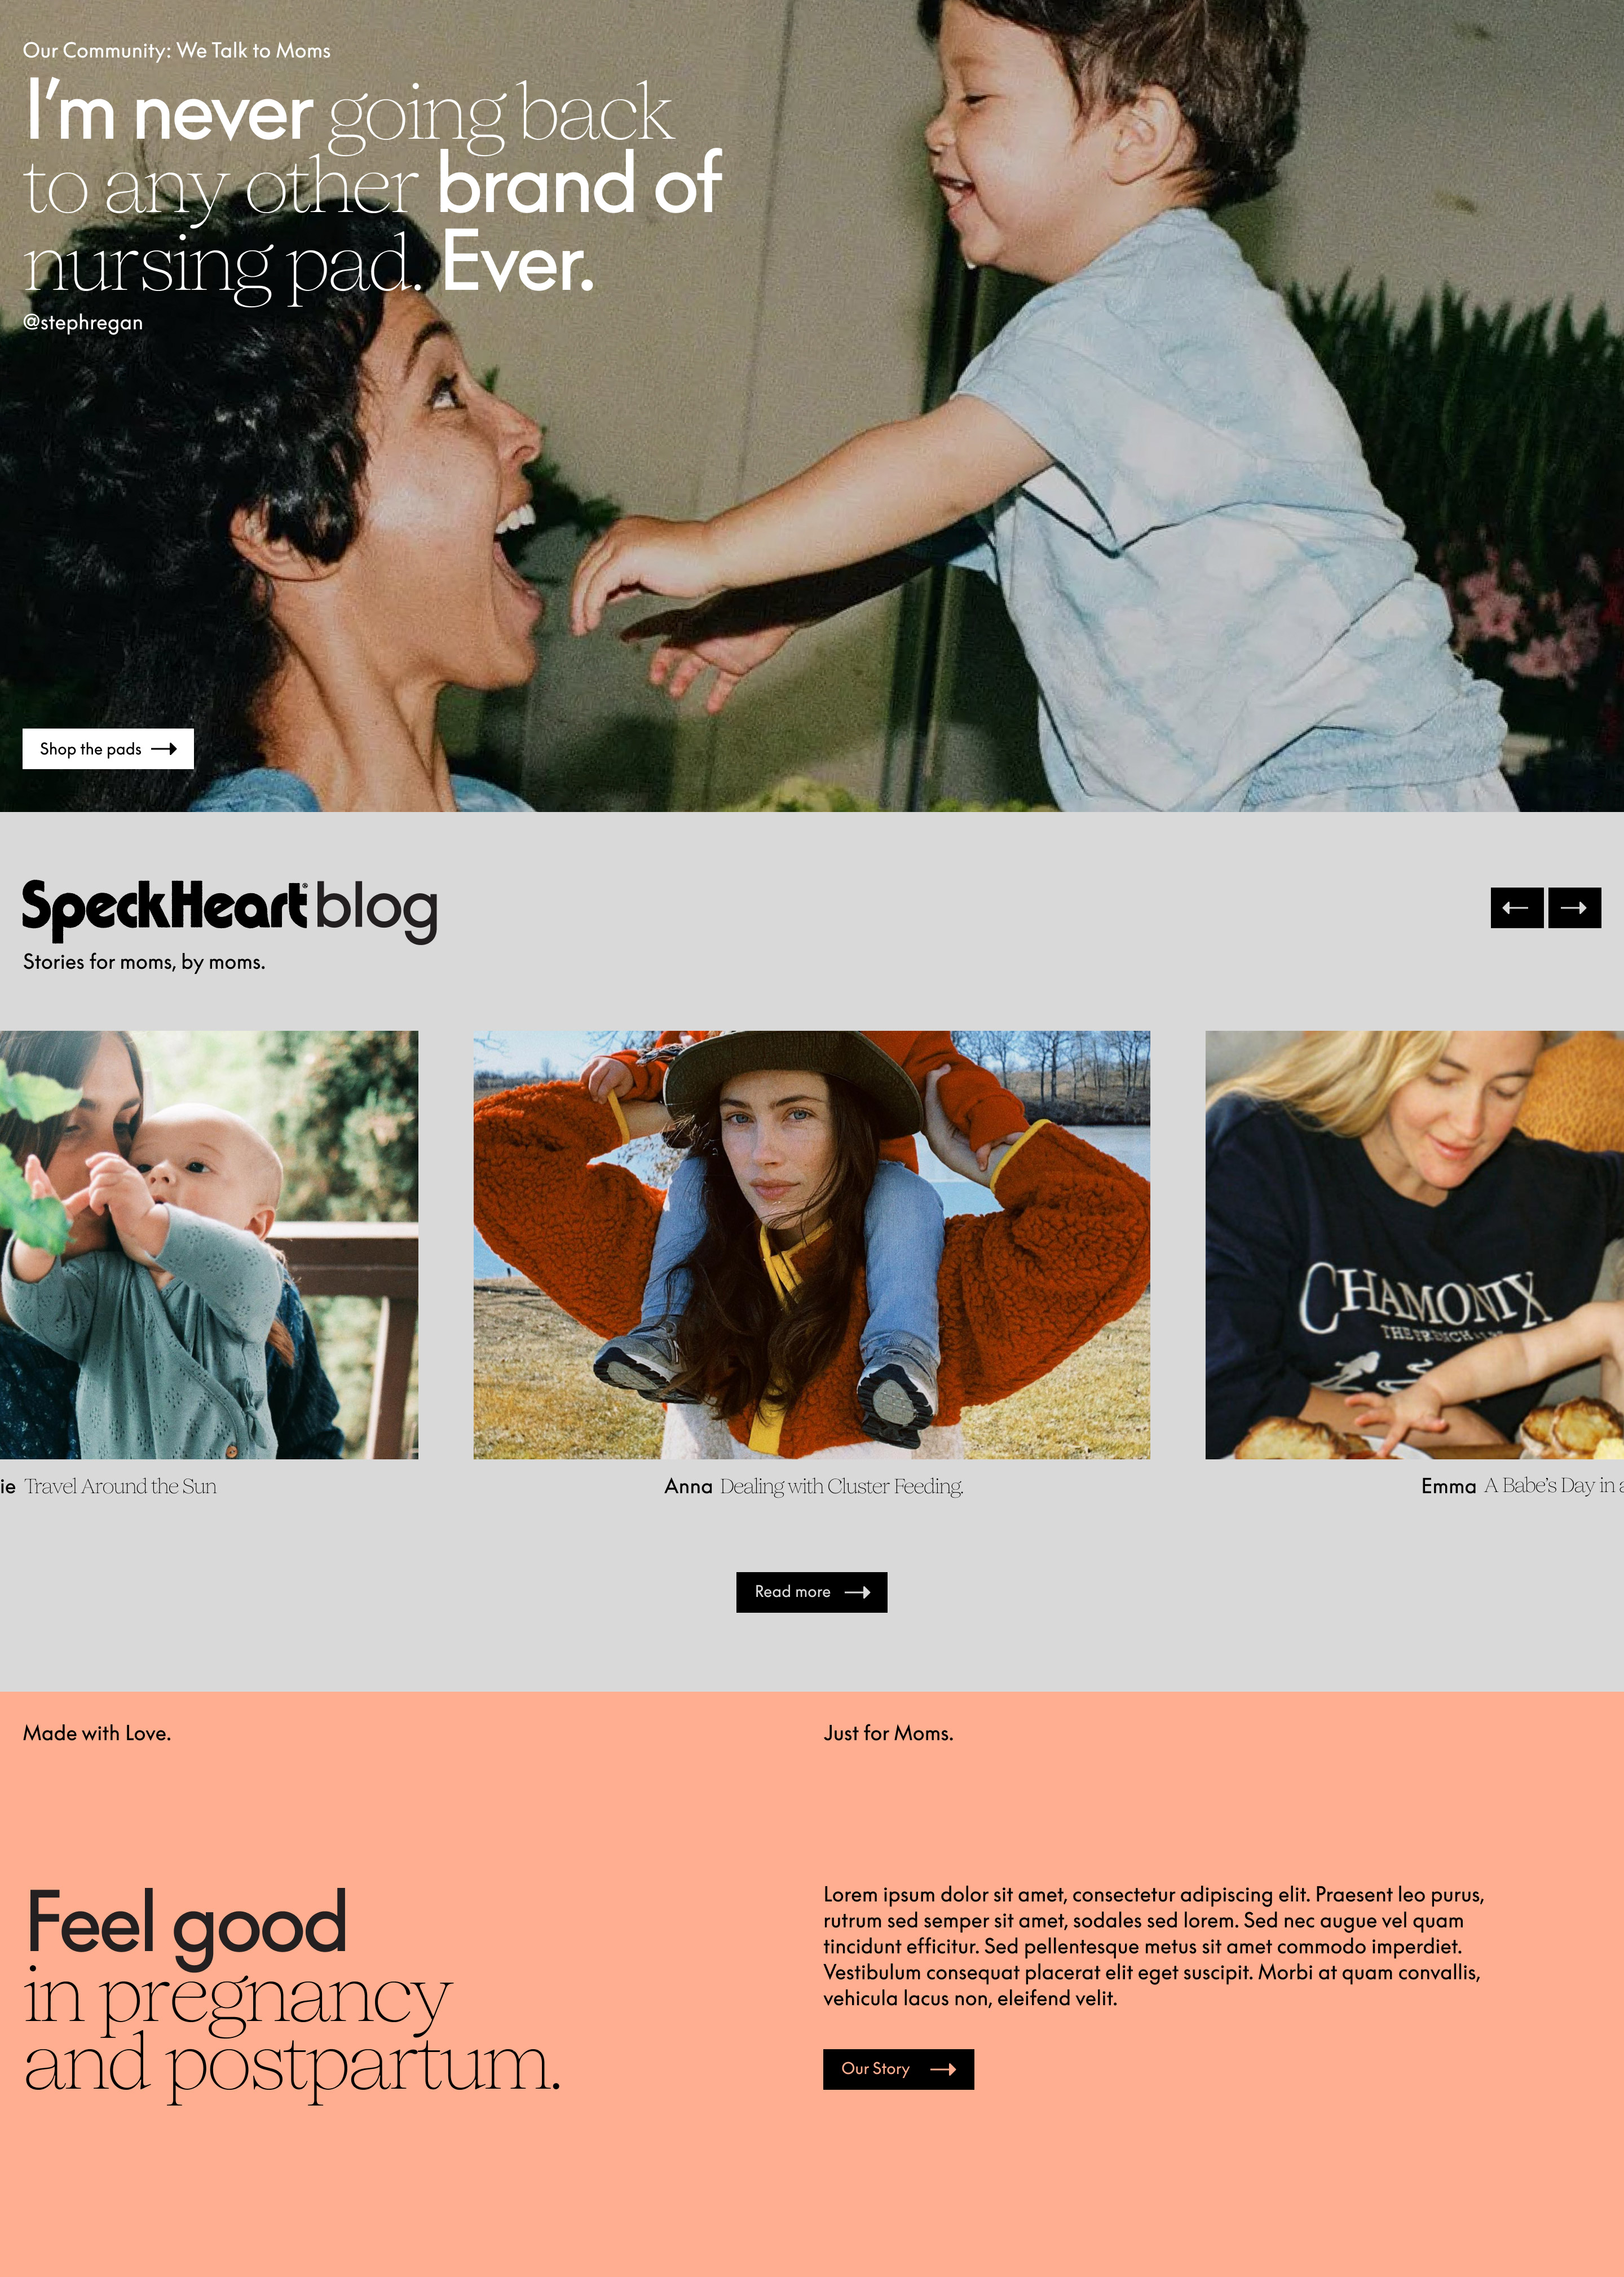 Our Community: We Talk to Moms
I'm never going back
to any other brand of
nursing pad. Ever.
@stephregan
Shop the pads
SpeckHeart® blog
Stories for moms, by moms.
CHAMONIX
THE FRENCH
ie Travel Around the Sun
Anna Dealing with Cluster Feeding.
Emma A Babe's Day in a
Read more
Made with Love.
Just for Moms.
Feel good
in pregnancy
and postpartum.
Lorem ipsum dolor sit amet, consectetur adipiscing elit. Praesent leo purus,
rutrum sed semper sit amet, sodales sed lorem. Sed nec augue vel quam
tincidunt efficitur. Sed pellentesque metus sit amet commodo imperdiet.
Vestibulum consequat placerat elit eget suscipit. Morbi at quam convallis,
vehicula lacus non, eleifend velit.
Our Story